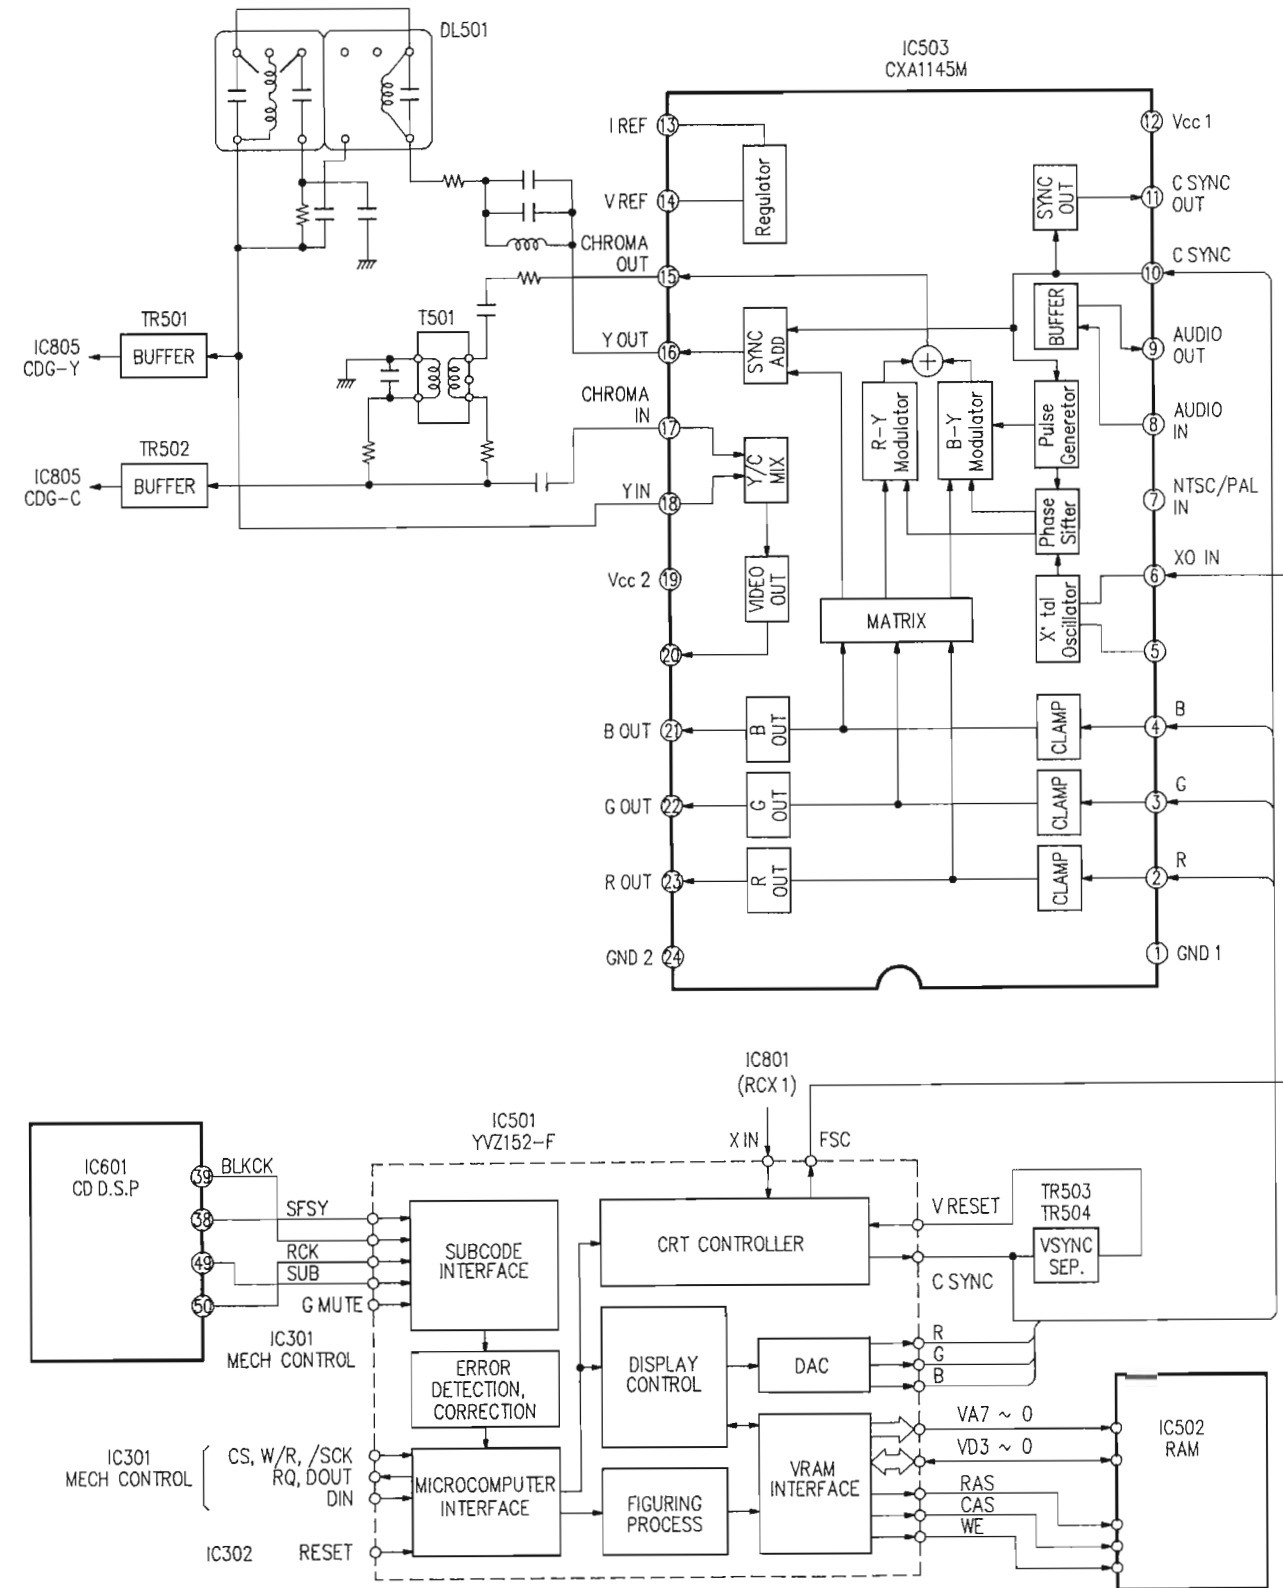 DL501
IC503
CXA1145M
I REF
13
12
Vcc 1
V REF
14
Regulator
SYNC
OUT
11
C SYNC
OUT
CHROMA
OUT
15
10
C SYNC
TR501
IC805
CDG-Y
BUFFER
T501
Y OUT
16
SYNC
ADD
BUFFER
9
AUDIO
OUT
+
CHROMA
IN
17
R-Y
Modulator
B-Y
Modulator
Pulse
Generetor
8
AUDIO
IN
TR502
IC805
CDG-C
BUFFER
Y IN
18
Y/C
MIX
Phase
Sifter
7
NTSC/PAL
IN
Vcc 2
19
VIDEO
OUT
6
XO IN
MATRIX
X'tal
Oscillator
20
5
B OUT
21
B
OUT
CLAMP
4
B
G OUT
22
G
OUT
CLAMP
3
G
R OUT
23
R
OUT
CLAMP
2
R
GND 2
24
1
GND 1
IC801
(RCX1)
IC501
YVZ152-F
X IN
FSC
IC601
CD D.S.P
39
BLKCK
38
SFSY
49
RCK
SUB
50
G MUTE
IC301
MECH CONTROL
SUBCODE
INTERFACE
CRT CONTROLLER
V RESET
TR503
TR504
VSYNC
SEP.
C SYNC
ERROR
DETECTION,
CORRECTION
DISPLAY
CONTROL
DAC
R
G
B
IC301
MECH CONTROL
CS, W/R, /SCK
RQ, DOUT
DIN
MICROCOMPUTER
INTERFACE
FIGURING
PROCESS
VRAM
INTERFACE
VA7 ~ 0
VD3 ~ 0
RAS
CAS
WE
IC502
RAM
IC302
RESET